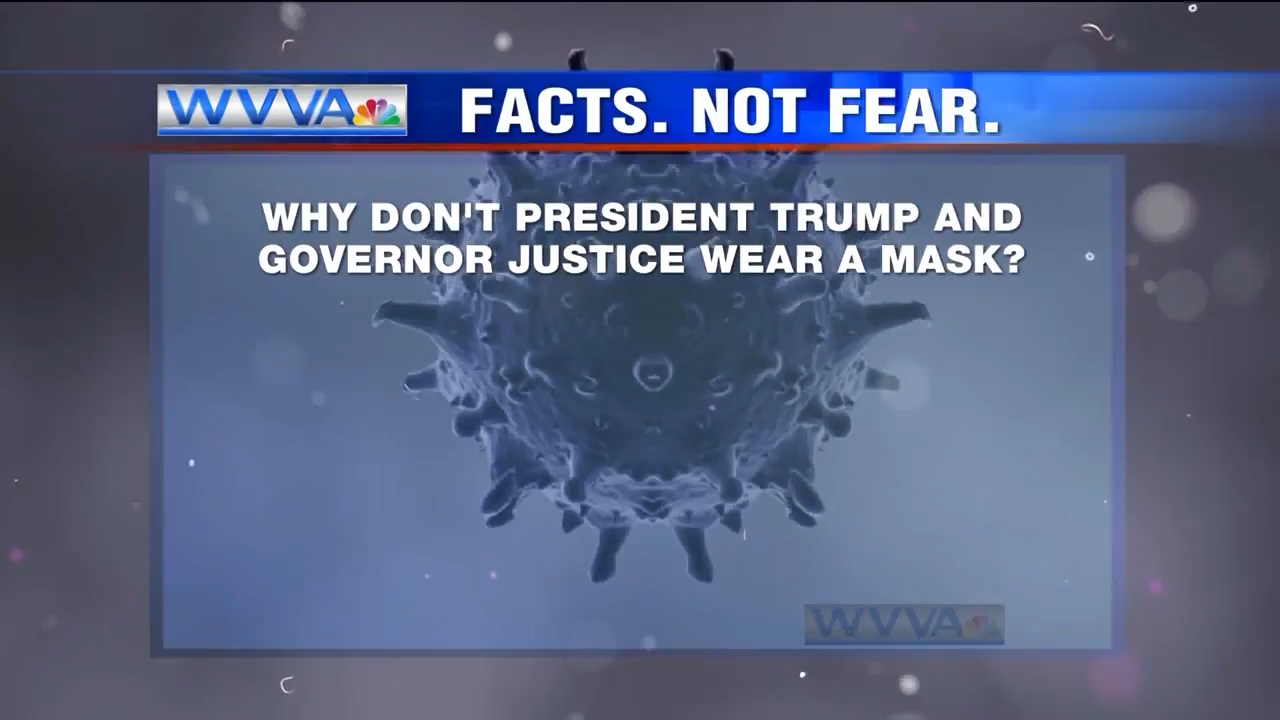 WVVA FACTS. NOT FEAR.
WHY DON'T PRESIDENT TRUMP AND
GOVERNOR JUSTICE WEAR A MASK?
WVVA